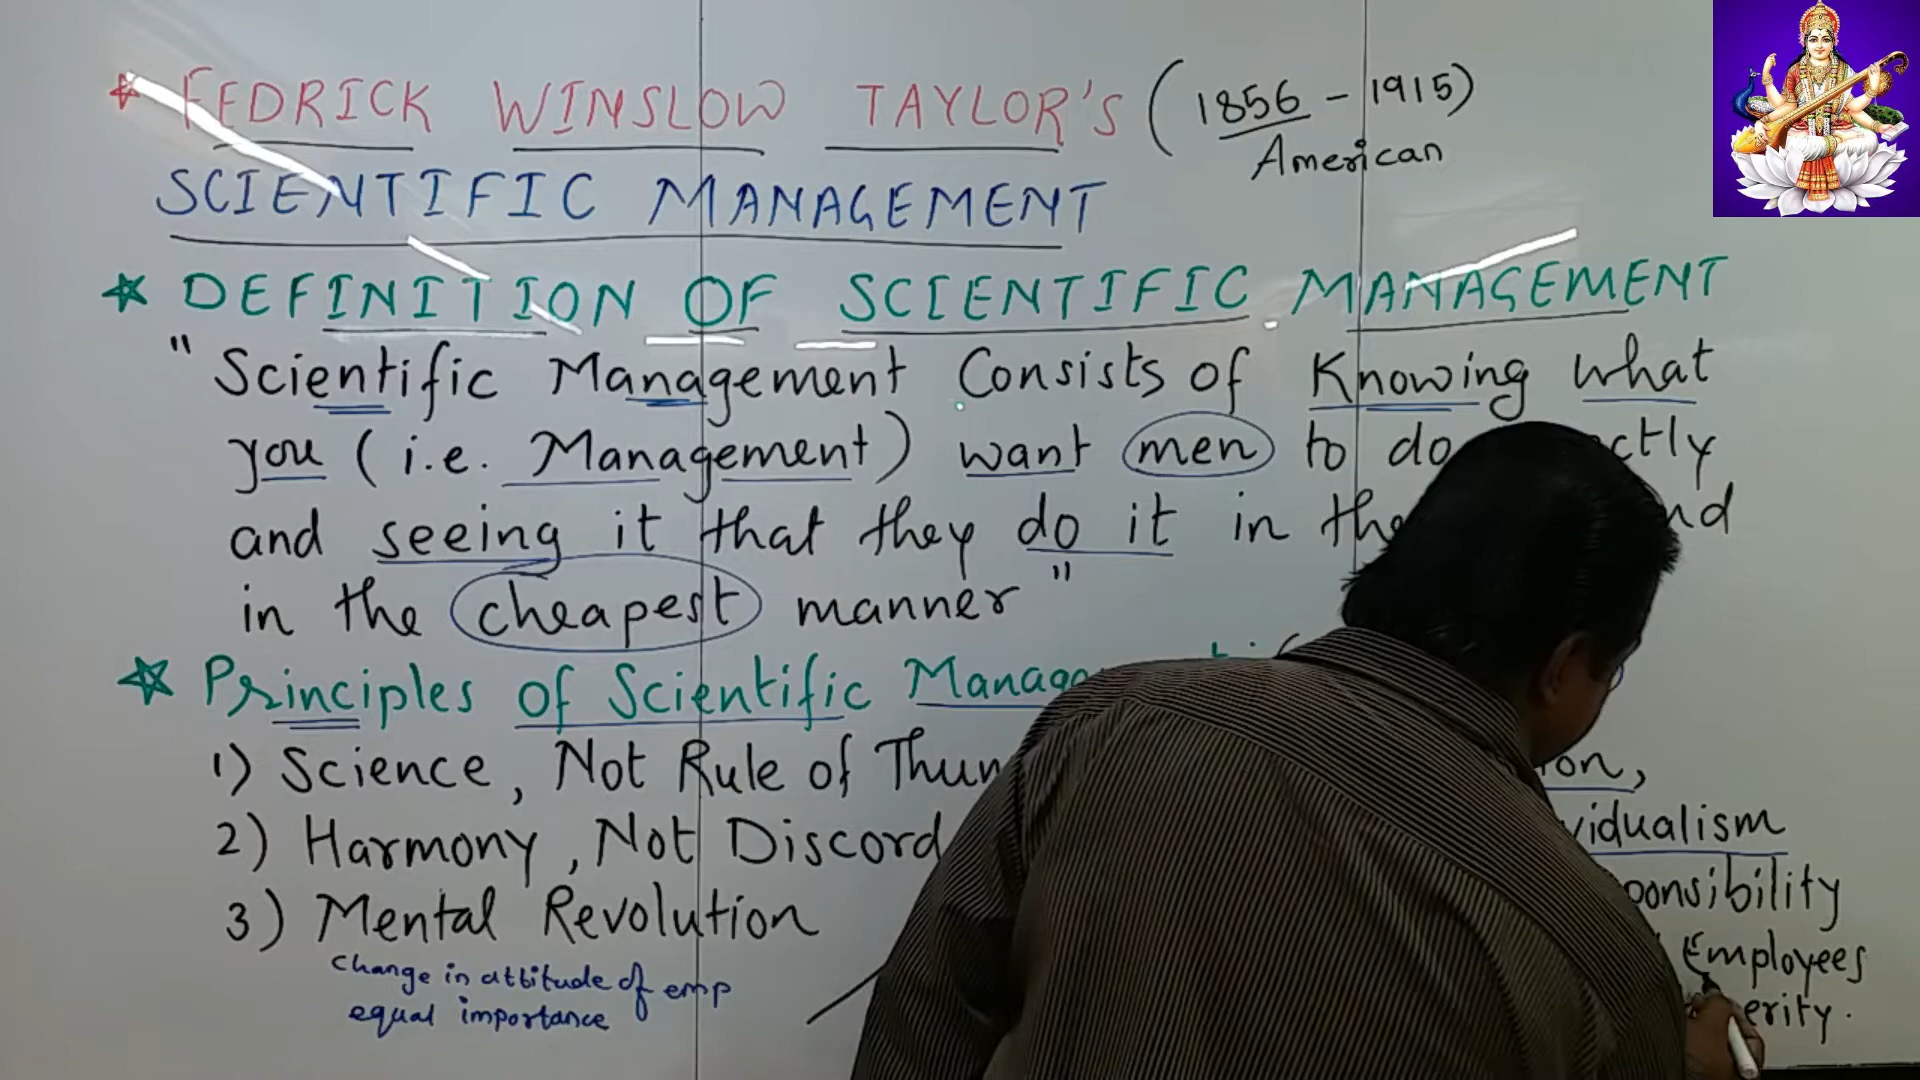 FEDRICK WINSLOW TAYLOR'S (1856 - 1915)
American
SCIENTIFIC MANAGEMENT
DEFINITION OF SCIENTIFIC MANAGEMENT
" Scientific Management Consists of Knowing what
you (i.e. Management) want men to do
and seeing it that they do it in the
in the cheapest manner "
Principles of Scientific
1) Science, Not Rule of
2) Harmony, Not Discord
3) Mental Revolution
Employees
Change in attitude of emp
equal importance